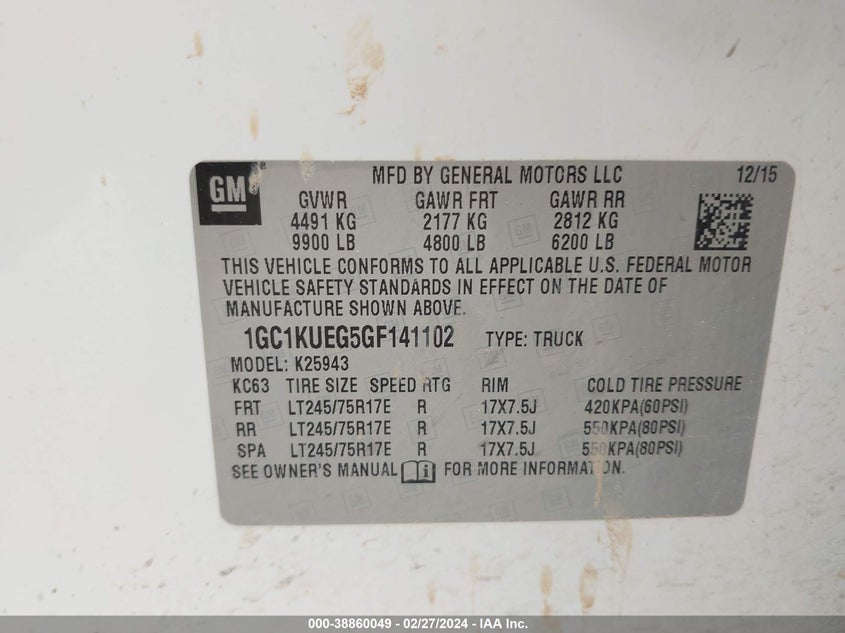 GM
MFD BY GENERAL MOTORS LLC 12/15
GVWR GAWR FRT GAWR RR
4491 KG 2177 KG 2812 KG
9900 LB 4800 LB 6200 LB
THIS VEHICLE CONFORMS TO ALL APPLICABLE U.S. FEDERAL MOTOR
VEHICLE SAFETY STANDARDS IN EFFECT ON THE DATE OF
MANUFACTURE SHOWN ABOVE.
1GC1KUEG5GF141102 TYPE: TRUCK
MODEL: K25943
KC63 TIRE SIZE SPEED RTG RIM COLD TIRE PRESSURE
FRT LT245/75R17E R 17X7.5J 420KPA(60PSI)
RR LT245/75R17E R 17X7.5J 550KPA(80PSI)
SPA LT245/75R17E R 17X7.5J 550KPA(80PSI)
SEE OWNER'S MANUAL FOR MORE INFORMATION.
000-38860049 - 02/27/2024 - IAA Inc.